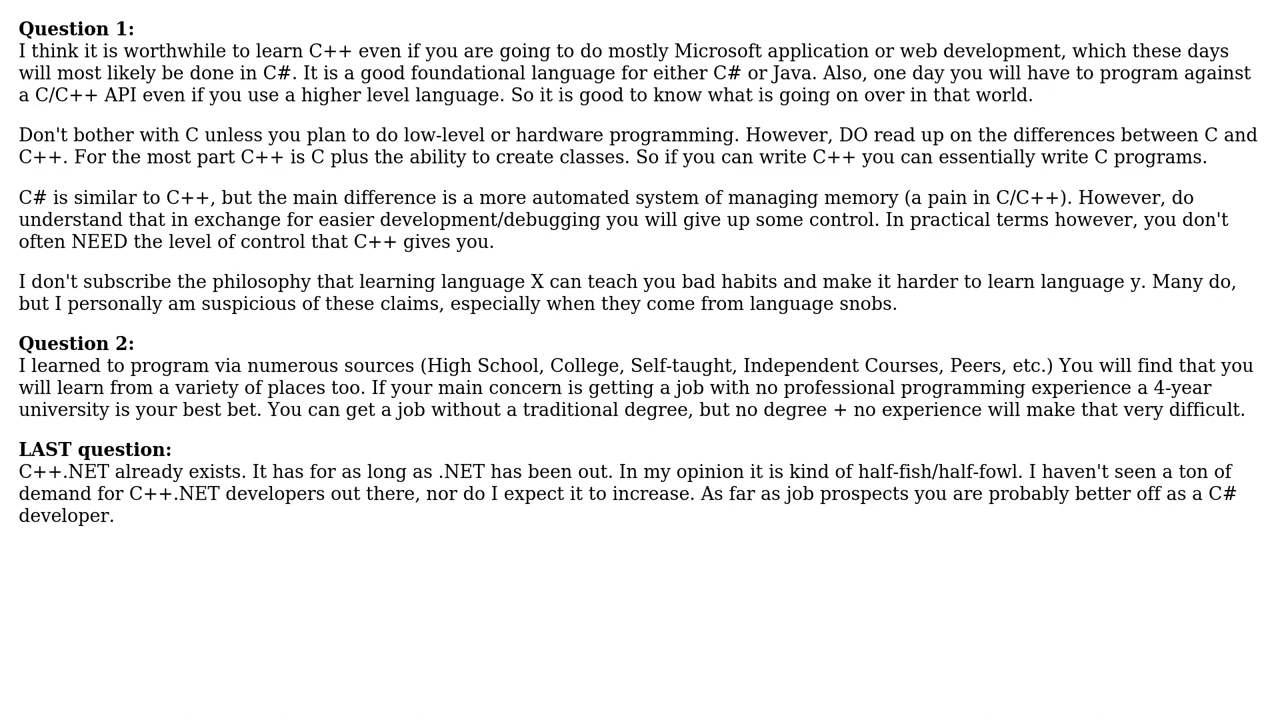 Question 1:
I think it is worthwhile to learn C++ even if you are going to do mostly Microsoft application or web development, which these days
will most likely be done in C#. It is a good foundational language for either C# or Java. Also, one day you will have to program against
a C/C++ API even if you use a higher level language. So it is good to know what is going on over in that world.
Don't bother with C unless you plan to do low-level or hardware programming. However, DO read up on the differences between C and
C++. For the most part C++ is C plus the ability to create classes. So if you can write C++ you can essentially write C programs.
C# is similar to C++, but the main difference is a more automated system of managing memory (a pain in C/C++). However, do
understand that in exchange for easier development/debugging you will give up some control. In practical terms however, you don't
often NEED the level of control that C++ gives you.
I don't subscribe the philosophy that learning language X can teach you bad habits and make it harder to learn language y. Many do,
but I personally am suspicious of these claims, especially when they come from language snobs.
Question 2:
I learned to program via numerous sources (High School, College, Self-taught, Independent Courses, Peers, etc.) You will find that you
will learn from a variety of places too. If your main concern is getting a job with no professional programming experience a 4-year
university is your best bet. You can get a job without a traditional degree, but no degree + no experience will make that very difficult.
LAST question:
C++.NET already exists. It has for as long as .NET has been out. In my opinion it is kind of half-fish/half-fowl. I haven't seen a ton of
demand for C++.NET developers out there, nor do I expect it to increase. As far as job prospects you are probably better off as a C#
developer.